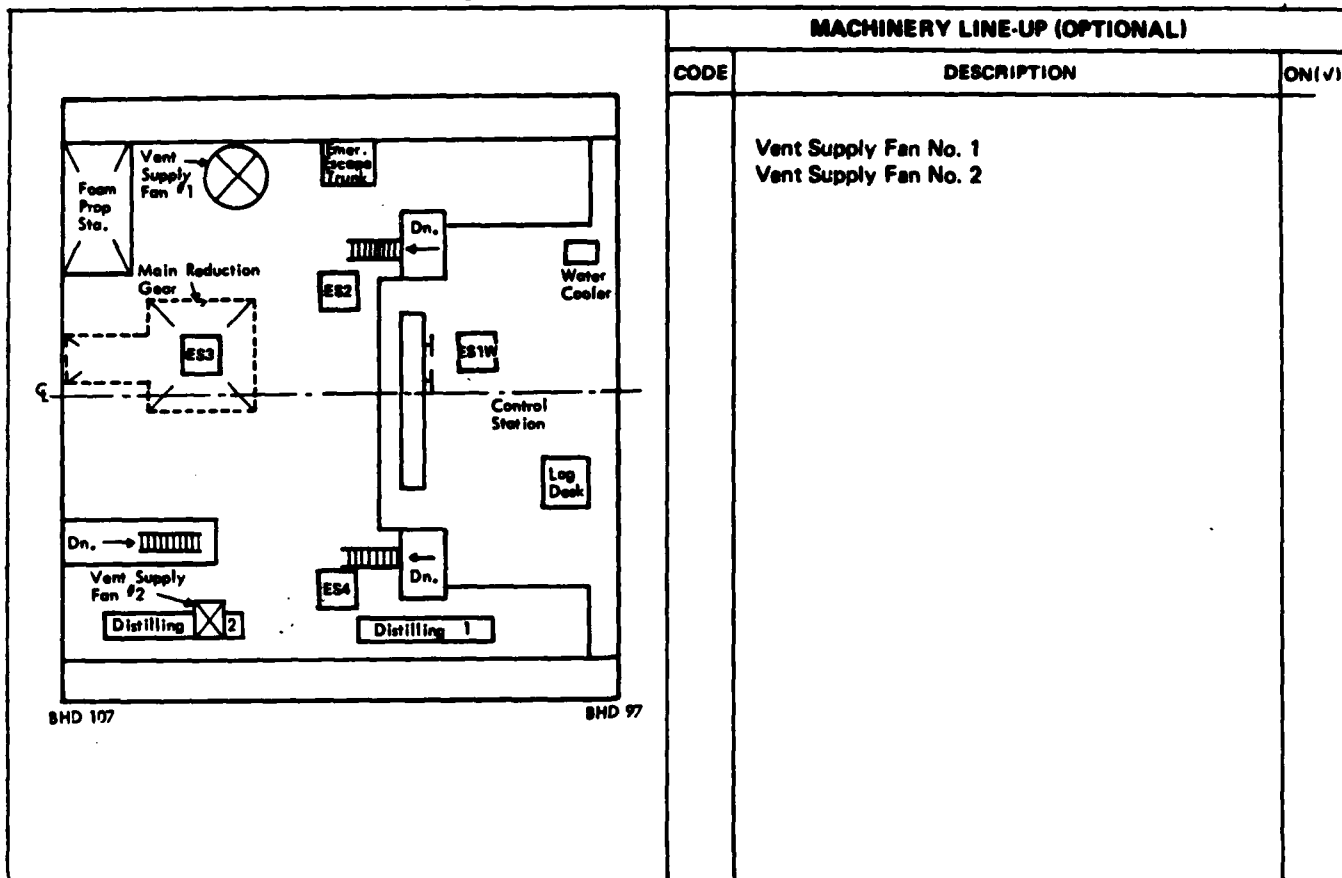 MACHINERY LINE-UP (OPTIONAL)
CODE
DESCRIPTION
ON(√)
Vent Supply Fan No. 1
Vent Supply Fan No. 2
Vent
Supply
Fan #1
Emer.
Escape
Trunk
Foam
Prop
Sta.
Dn.
Main Reduction
Gear
ES2
Water
Cooler
ES3
ES1W
℄
Control
Station
Log
Desk
Dn.
Dn.
Vent Supply
Fan #2
ES4
Distilling 2
Distilling 1
BHD 107
BHD 97